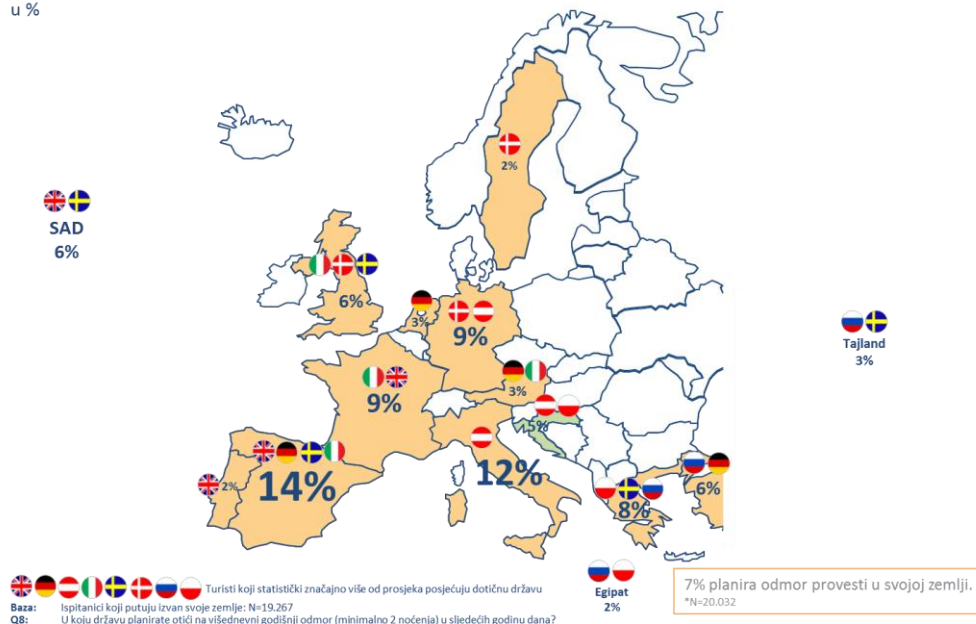 u %
2%
SAD
6%
6%
3%
9%
Tajland
3%
3%
9%
5%
12%
14%
2%
6%
8%
Turisti koji statistički značajno više od prosjeka posjećuju dotičnu državu
Egipat
2%
7% planira odmor provesti u svojoj zemlji.
*N=20.032
Baza: Ispitanici koji putuju izvan svoje zemlje: N=19.267
Q8: U koju državu planirate otići na višednevni godišnji odmor (minimalno 2 noćenja) u sljedećih godinu dana?